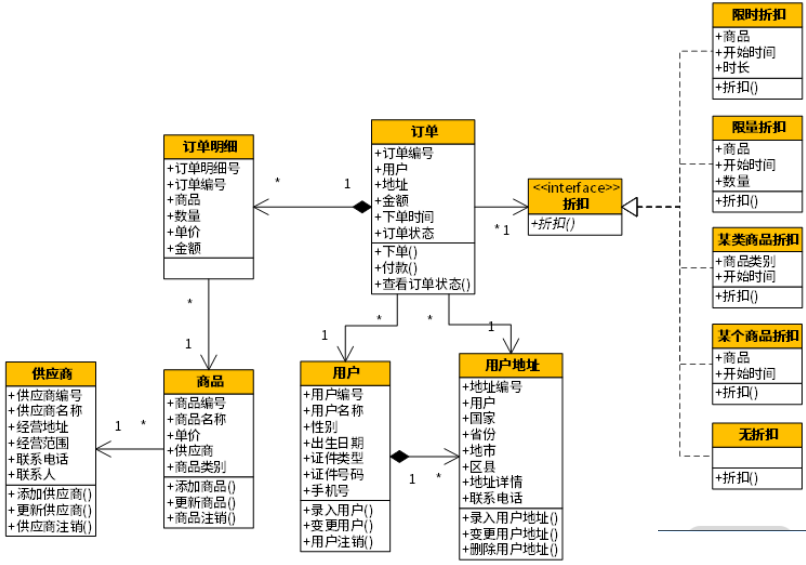 限时折扣
+商品
+开始时间
+时长
+折扣()
限量折扣
+商品
+开始时间
+数量
+折扣()
某类商品折扣
+商品类别
+开始时间
+折扣()
某个商品折扣
+商品
+开始时间
+折扣()
无折扣
+折扣()
<<interface>>
折扣
+折扣()
订单
+订单编号
+用户
+地址
+金额
+下单时间
+订单状态
+下单()
+付款()
+查看订单状态()
订单明细
+订单明细号
+订单编号
+商品
+数量
+单价
+金额
* 1
* 1
*
1
*
1
*
1
供应商
+供应商编号
+供应商名称
+经营地址
+经营范围
+联系电话
+联系人
+添加供应商()
+更新供应商()
+供应商注销()
1 *
商品
+商品编号
+商品名称
+单价
+供应商
+商品类别
+添加商品()
+更新商品()
+商品注销()
用户
+用户编号
+用户名称
+性别
+出生日期
+证件类型
+证件号码
+手机号
+录入用户()
+变更用户()
+用户注销()
1 *
用户地址
+地址编号
+用户
+国家
+省份
+地市
+区县
+地址详情
+联系电话
+录入用户地址()
+变更用户地址()
+删除用户地址()